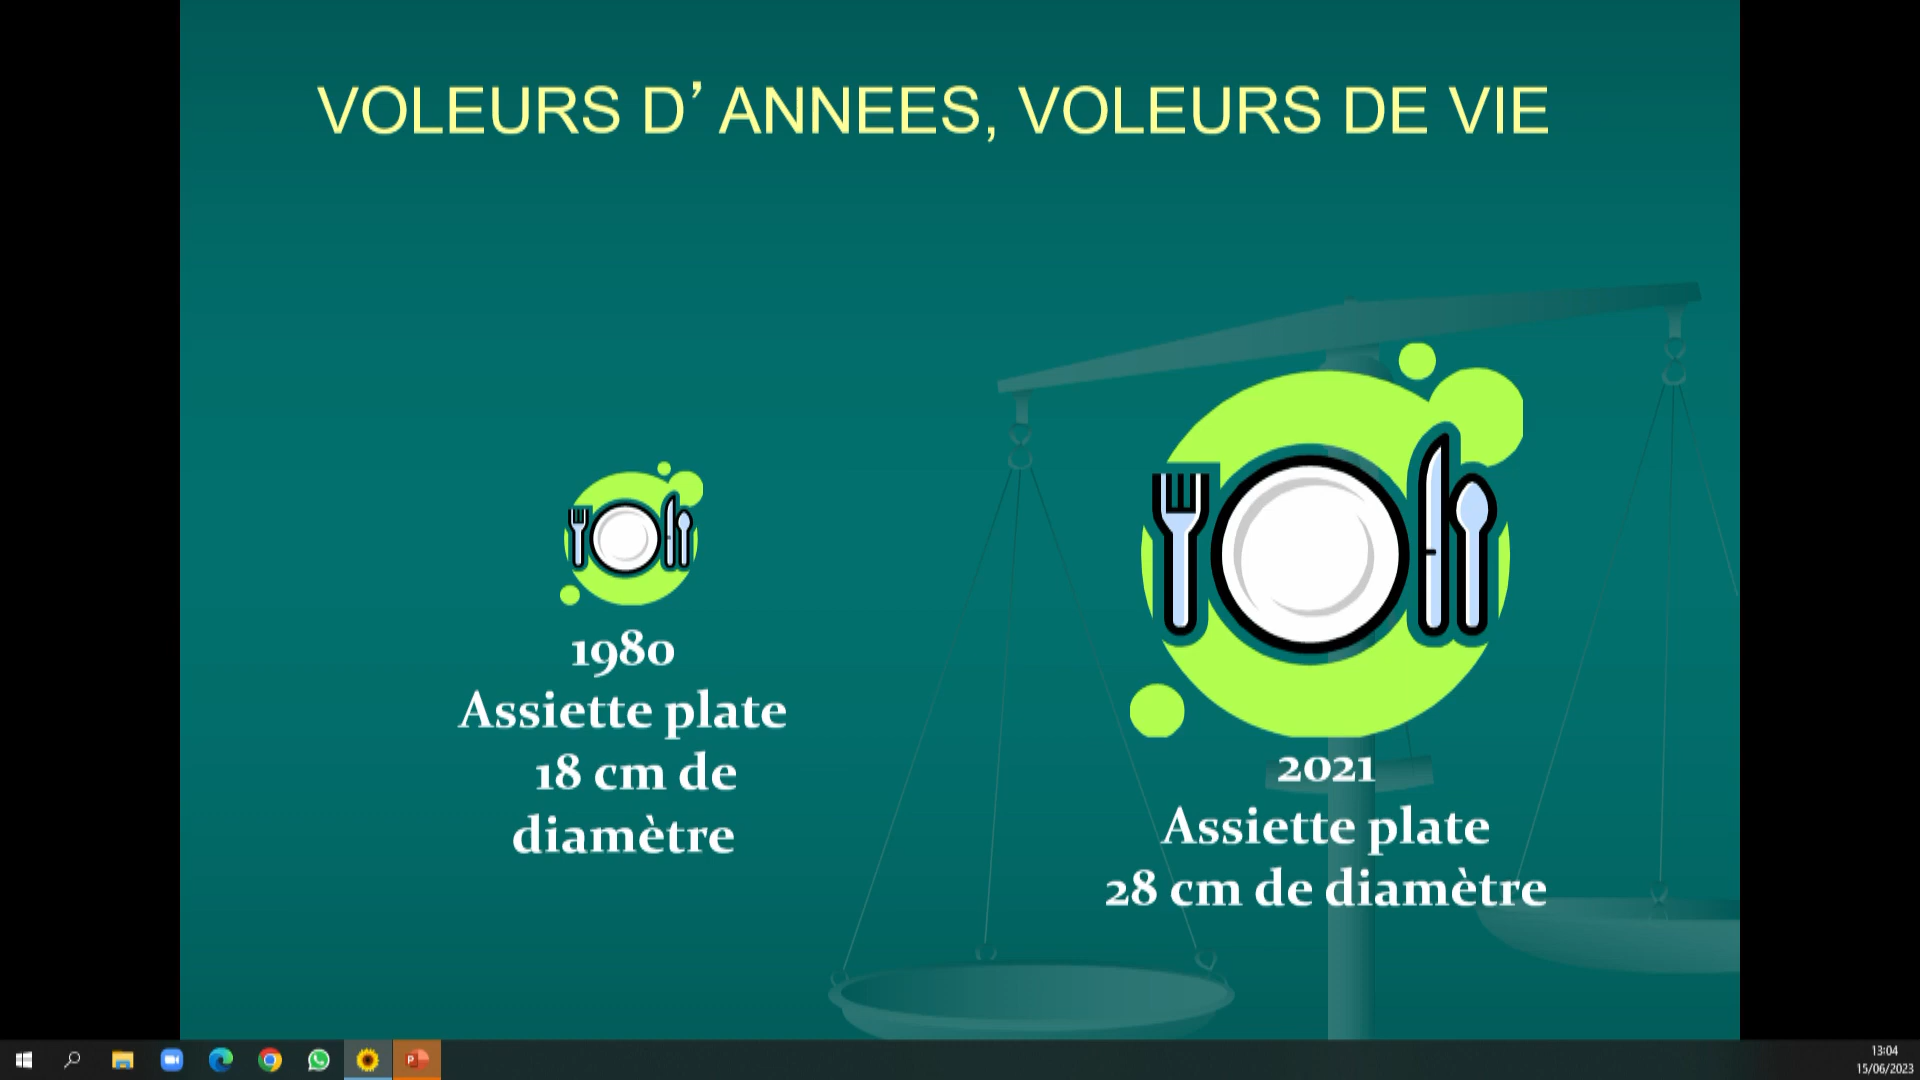 VOLEURS D’ANNEES, VOLEURS DE VIE
1980
Assiette plate
18 cm de
diamètre
2021
Assiette plate
28 cm de diamètre
13:04
15/06/2023